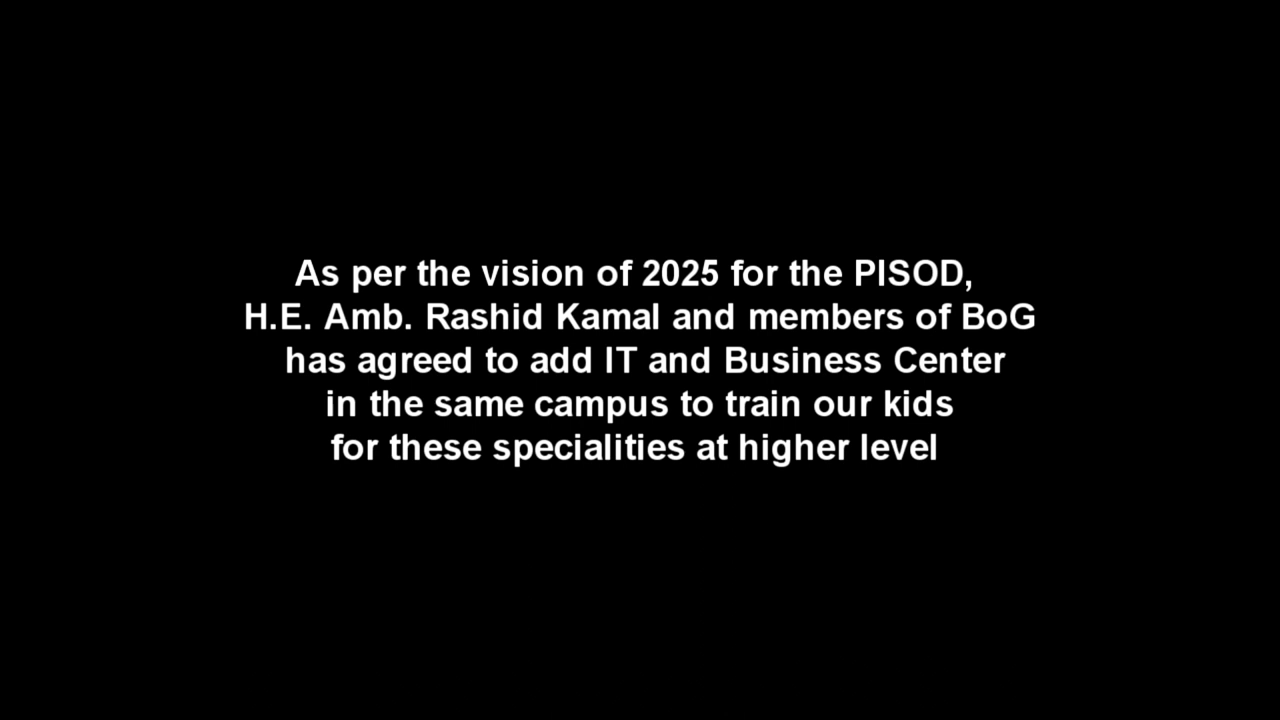 As per the vision of 2025 for the PISOD,
H.E. Amb. Rashid Kamal and members of BoG
has agreed to add IT and Business Center
in the same campus to train our kids
for these specialities at higher level